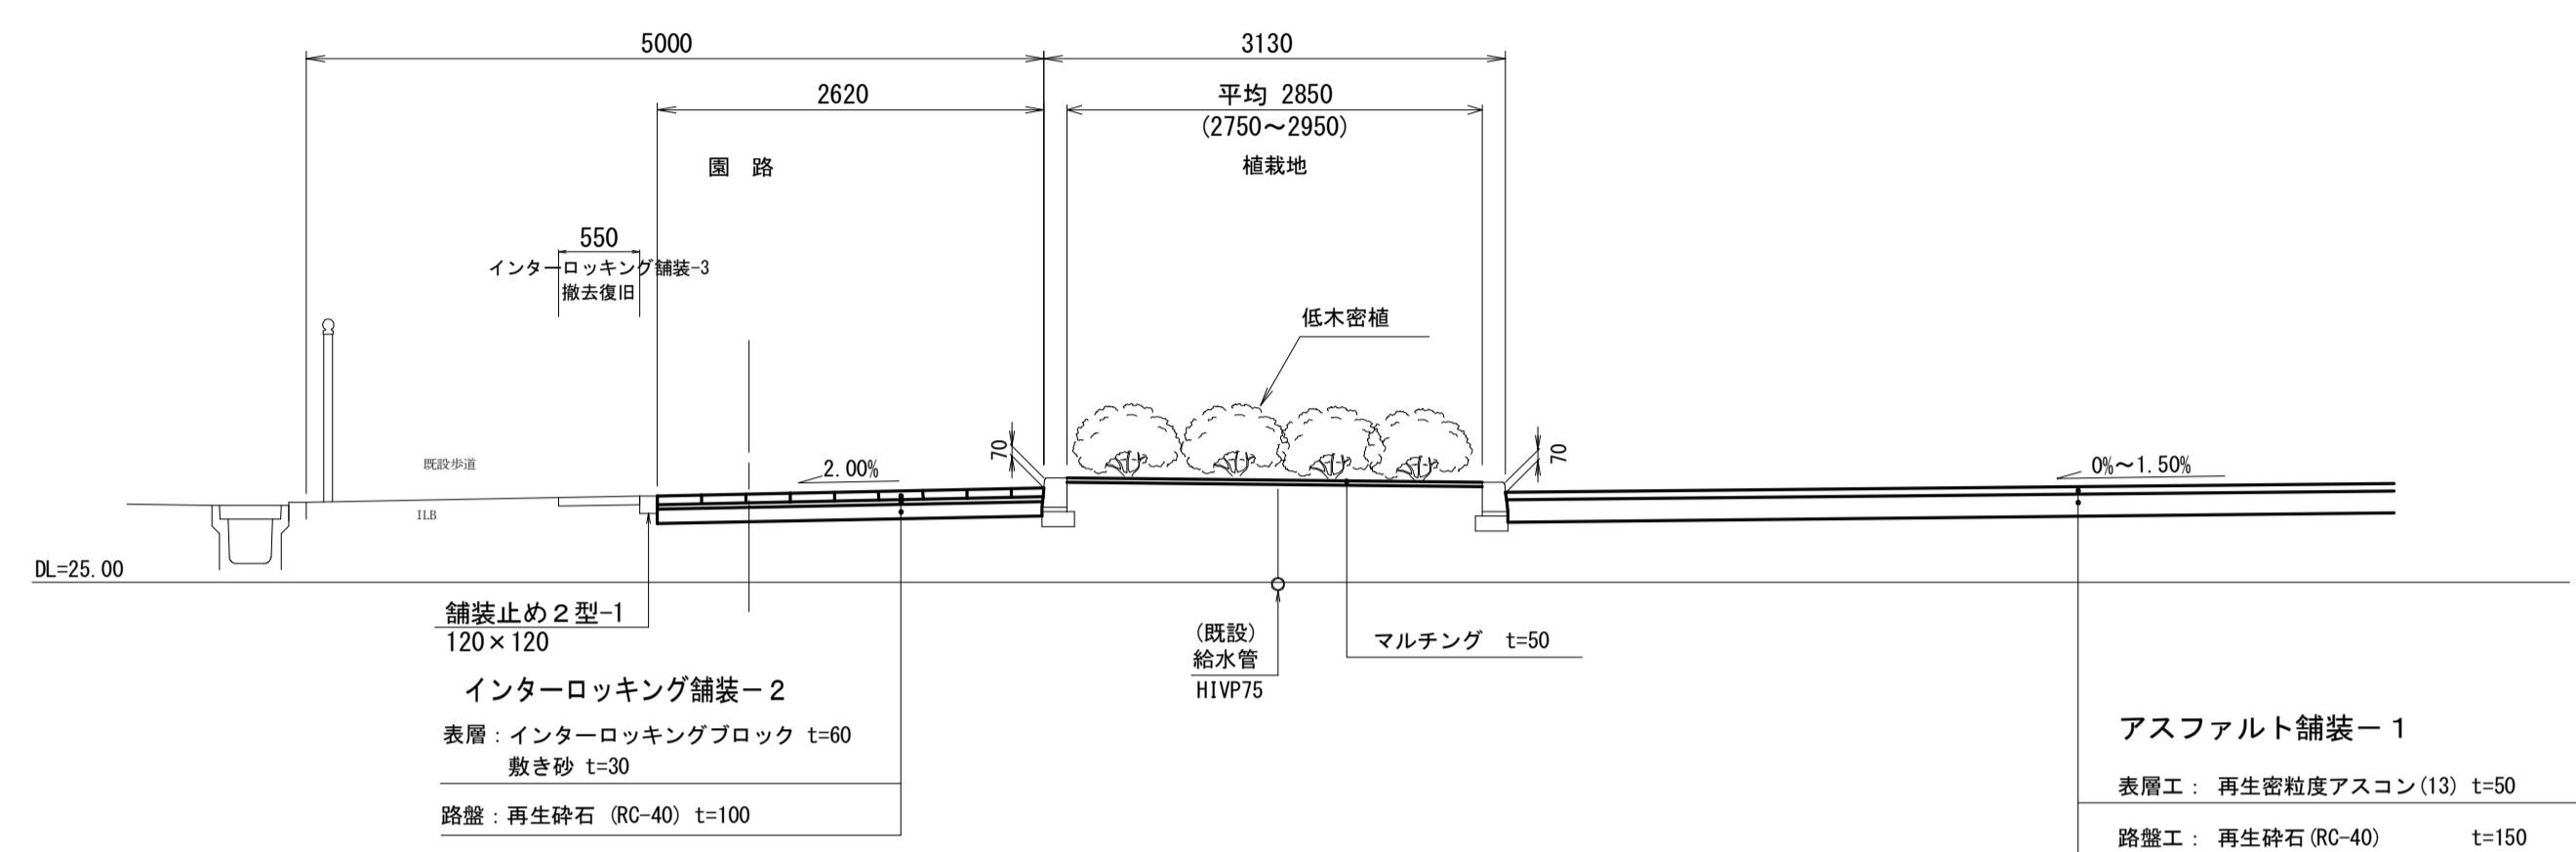 5000
3130
2620
平均 2850
(2750～2950)
園 路
植栽地
550
インターロッキング舗装-3
撤去復旧
低木密植
70
70
既設歩道
2.00%
0%～1.50%
ILB
DL=25.00
舗装止め２型-1
120×120
(既設)
給水管
HIVP75
マルチング t=50
インターロッキング舗装－２
表層：インターロッキングブロック t=60
敷き砂 t=30
路盤：再生砕石 (RC-40) t=100
アスファルト舗装－１
表層工： 再生密粒度アスコン(13) t=50
路盤工： 再生砕石(RC-40) t=150